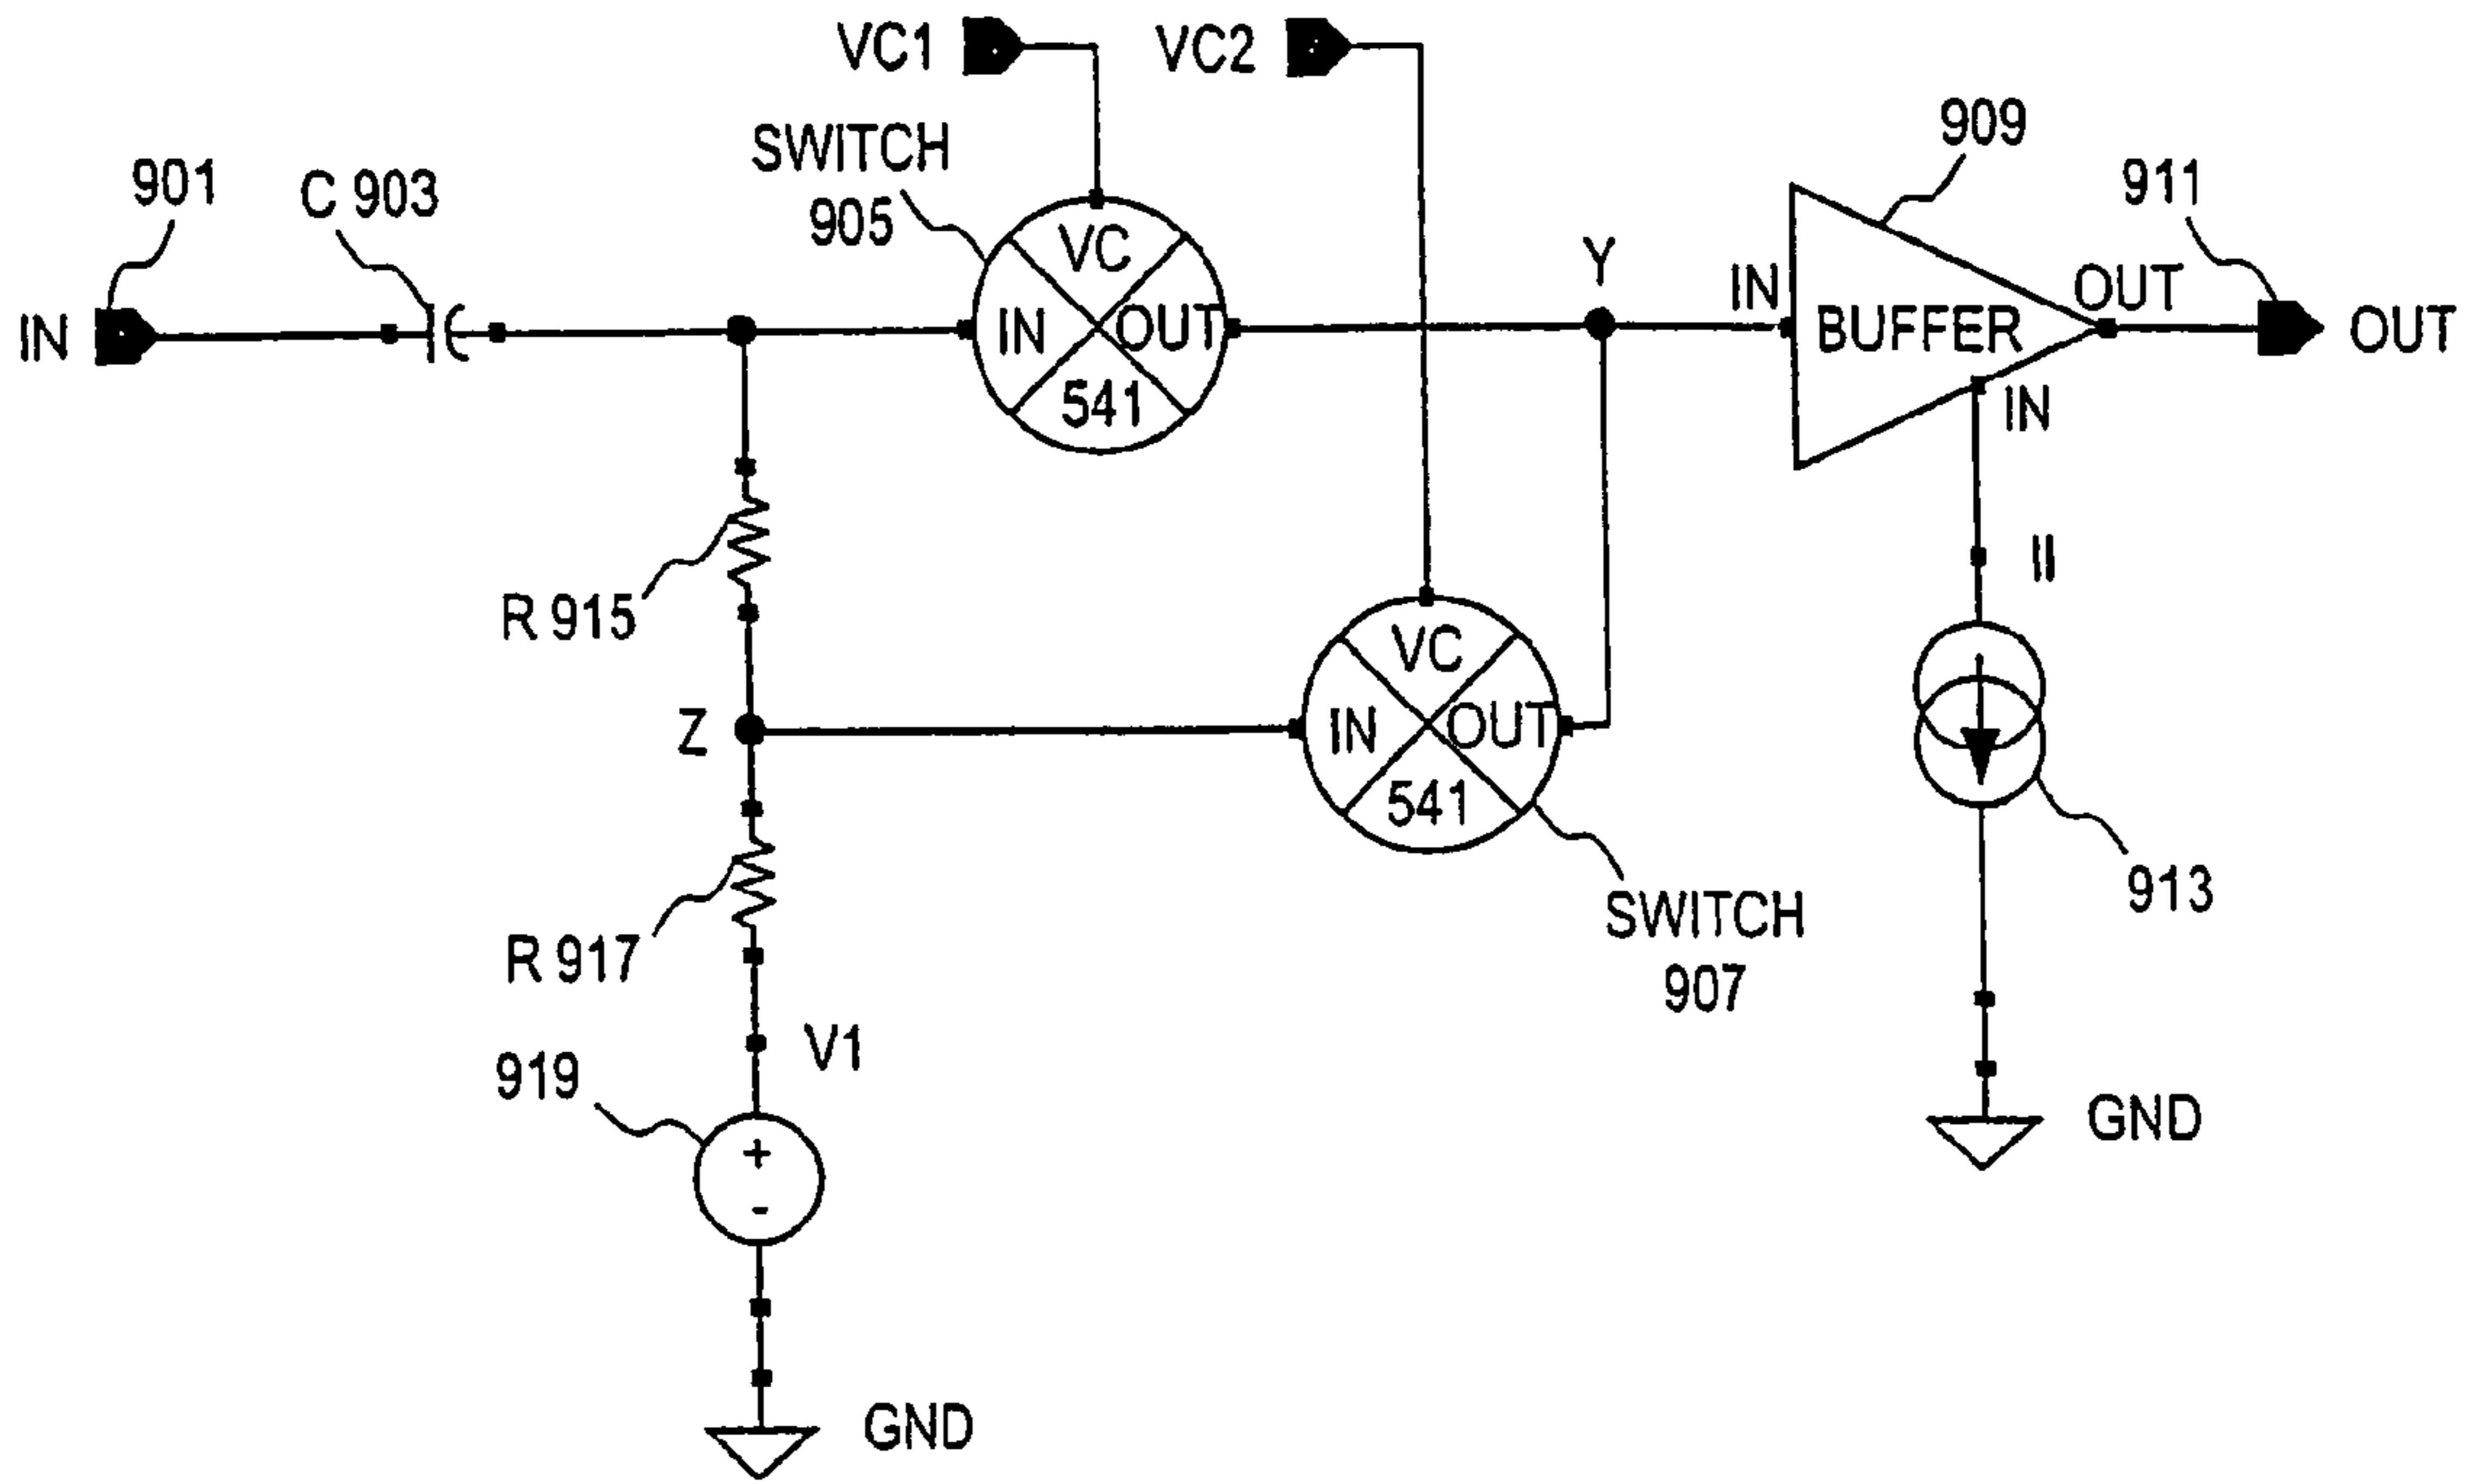 VC1
VC2
SWITCH
905
909
901
C 903
911
VC
IN
OUT
541
Y
IN
BUFFER
OUT
IN
OUT
IN
II
R 915
VC
IN
OUT
541
Z
913
SWITCH
907
R 917
V1
919
+
-
GND
GND